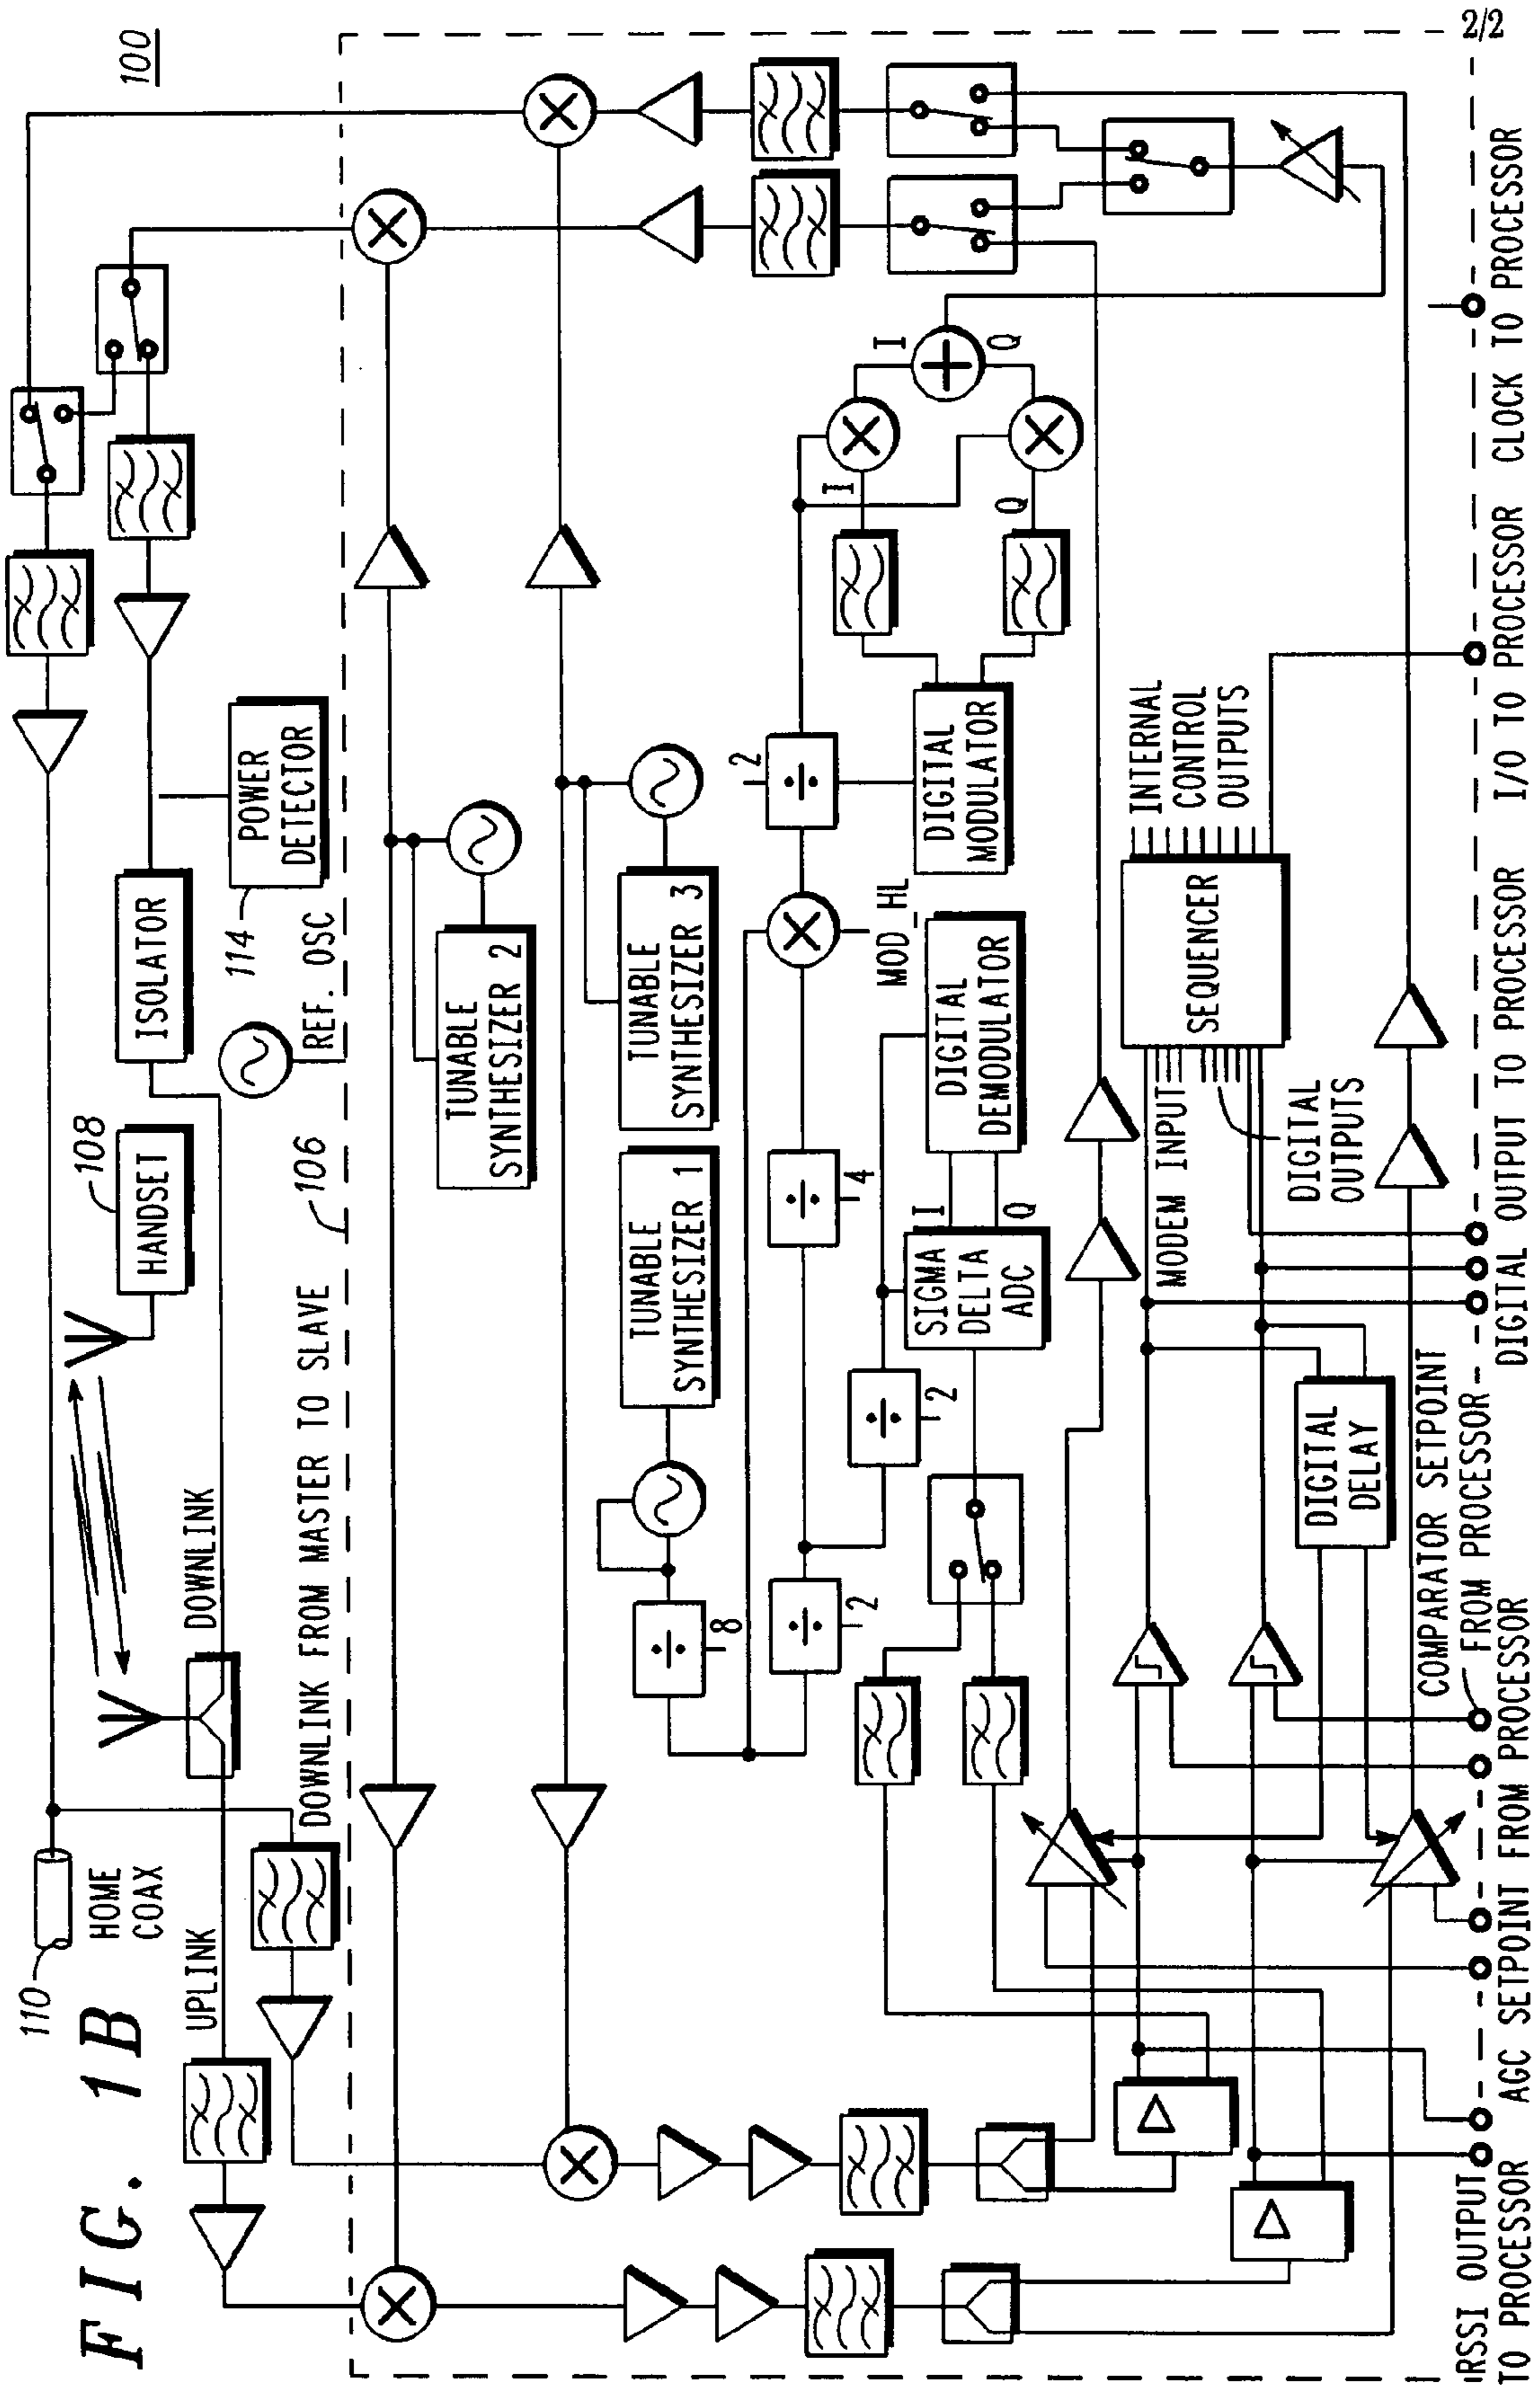 FIG. 1B
100
2/2
110
HOME
COAX
UPLINK
DOWNLINK
108
HANDSET
ISOLATOR
114
POWER
DETECTOR
REF. OSC
DOWNLINK FROM MASTER TO SLAVE
106
TUNABLE
SYNTHESIZER 2
TUNABLE
SYNTHESIZER 1
TUNABLE
SYNTHESIZER 3
÷
8
÷
2
÷
4
÷
2
÷
2
MOD_HL
SIGMA
DELTA
ADC
I
Q
DIGITAL
DEMODULATOR
DIGITAL
MODULATOR
I
Q
I
Q
MODEM INPUT
SEQUENCER
INTERNAL
CONTROL
OUTPUTS
DIGITAL
OUTPUTS
DIGITAL
DELAY
Δ
Δ
COMPARATOR SETPOINT
FROM PROCESSOR
RSSI OUTPUT
TO PROCESSOR
AGC SETPOINT FROM PROCESSOR
DIGITAL OUTPUT TO PROCESSOR
I/O TO PROCESSOR
CLOCK TO PROCESSOR